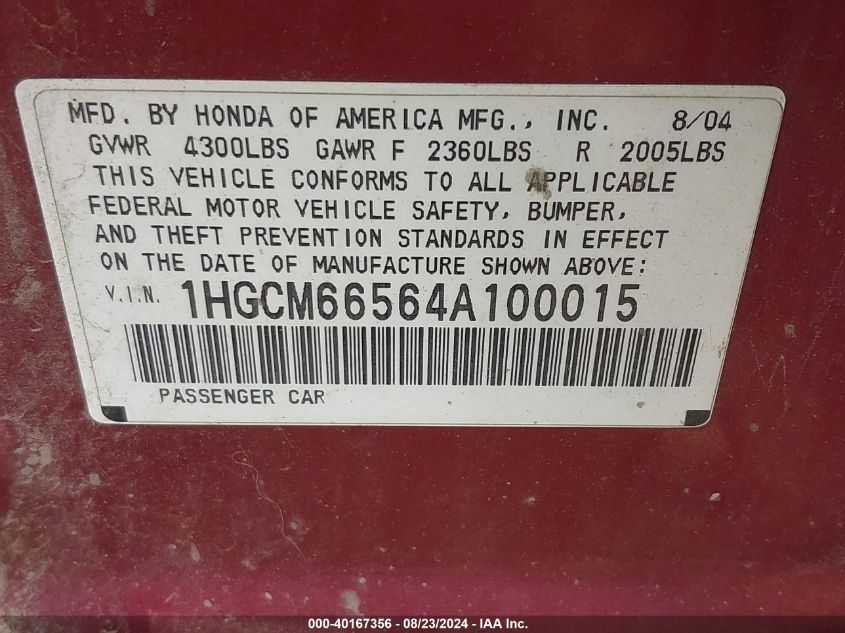 MFD. BY HONDA OF AMERICA MFG., INC. 8/04
GVWR 4300LBS GAWR F 2360LBS R 2005LBS
THIS VEHICLE CONFORMS TO ALL APPLICABLE
FEDERAL MOTOR VEHICLE SAFETY, BUMPER,
AND THEFT PREVENTION STANDARDS IN EFFECT
ON THE DATE OF MANUFACTURE SHOWN ABOVE:
V.I.N. 1HGCM66564A100015
PASSENGER CAR
000-40167356 - 08/23/2024 - IAA Inc.